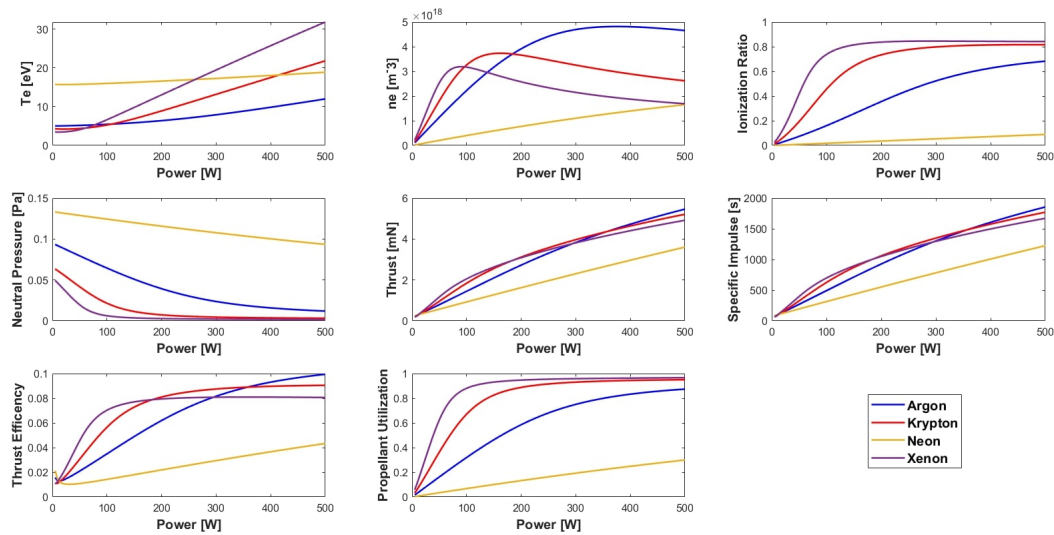 Te [eV]
30
20
10
0
0 100 200 300 400 500
Power [W]
×10^18
ne [m^-3]
5
4
3
2
1
0
0 100 200 300 400 500
Power [W]
Ionization Ratio
1
0.8
0.6
0.4
0.2
0
0 100 200 300 400 500
Power [W]
Neutral Pressure [Pa]
0.15
0.1
0.05
0
0 100 200 300 400 500
Power [W]
Thrust [mN]
6
4
2
0
0 100 200 300 400 500
Power [W]
Specific Impulse [s]
2000
1500
1000
500
0
0 100 200 300 400 500
Power [W]
Thrust Efficency
0.1
0.08
0.06
0.04
0.02
0
0 100 200 300 400 500
Power [W]
Propellant Utilization
1
0.8
0.6
0.4
0.2
0
0 100 200 300 400 500
Power [W]
Argon
Krypton
Neon
Xenon